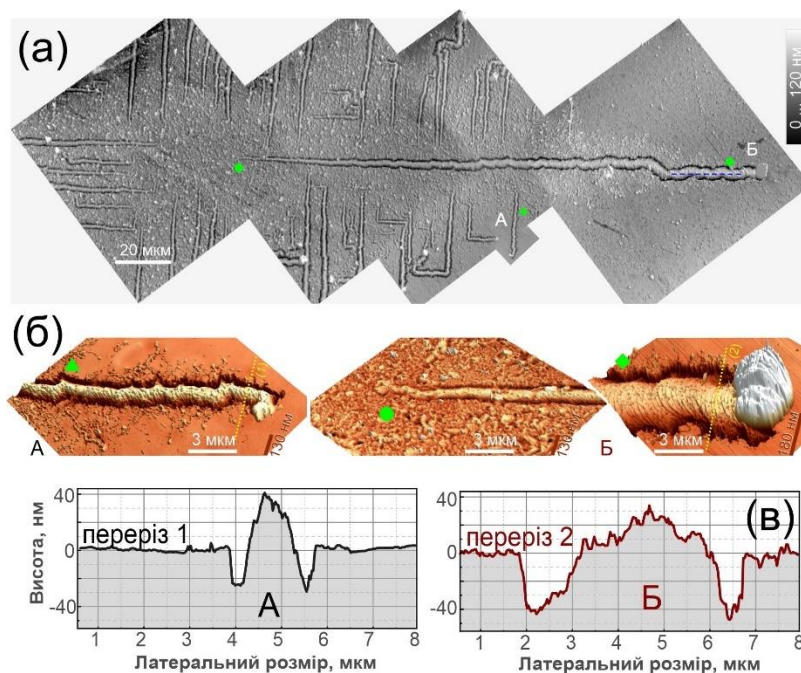 (а)
0 ... 120 нм
Б
А
20 мкм
(б)
(1)
(2)
А
3 мкм
130 нм
3 мкм
130 нм
Б
3 мкм
180 нм
40
0
-40
Висота, нм
переріз 1
А
1 2 3 4 5 6 7 8
Латеральний розмір, мкм
(в)
40
0
-40
переріз 2
Б
1 2 3 4 5 6 7 8
Латеральний розмір, мкм